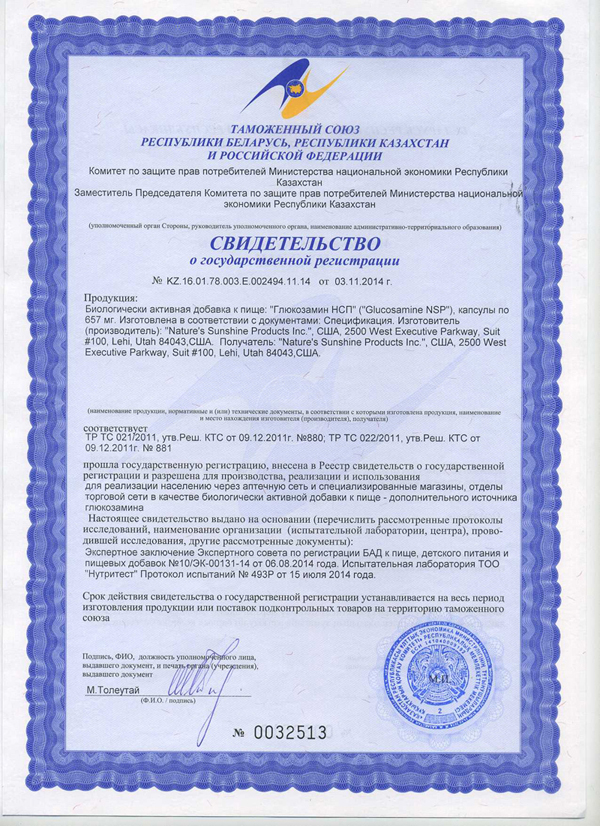 ТАМОЖЕННЫЙ СОЮЗ
РЕСПУБЛИКИ БЕЛАРУСЬ, РЕСПУБЛИКИ КАЗАХСТАН
И РОССИЙСКОЙ ФЕДЕРАЦИИ
Комитет по защите прав потребителей Министерства национальной экономики Республики
Казахстан
Заместитель Председателя Комитета по защите прав потребителей Министерства национальной
экономики Республики Казахстан
(уполномоченный орган Стороны, руководитель уполномоченного органа, наименование административно-территориального образования)
СВИДЕТЕЛЬСТВО
о государственной регистрации
№ KZ.16.01.78.003.E.002494.11.14 от 03.11.2014 г.
Продукция:
Биологически активная добавка к пище: "Глюкозамин НСП" ("Glucosamine NSP"), капсулы по
657 мг. Изготовлена в соответствии с документами: Спецификация. Изготовитель
(производитель): "Nature's Sunshine Products Inc.", США, 2500 West Executive Parkway, Suit
#100, Lehi, Utah 84043,США. Получатель: "Nature's Sunshine Products Inc.", США, 2500 West
Executive Parkway, Suit #100, Lehi, Utah 84043,США.
(наименование продукции, нормативные и (или) технические документы, в соответствии с которыми изготовлена продукция, наименование
и место нахождения изготовителя (производителя), получателя)
соответствует
ТР ТС 021/2011, утв.Реш. КТС от 09.12.2011г. №880; ТР ТС 022/2011, утв.Реш. КТС от
09.12.2011г. № 881
прошла государственную регистрацию, внесена в Реестр свидетельств о государственной
регистрации и разрешена для производства, реализации и использования
для реализации населению через аптечную сеть и специализированные магазины, отделы
торговой сети в качестве биологически активной добавки к пище - дополнительного источника
глюкозамина
Настоящее свидетельство выдано на основании (перечислить рассмотренные протоколы
исследований, наименование организации (испытательной лаборатории, центра), прово-
дившей исследования, другие рассмотренные документы):
Экспертное заключение Экспертного совета по регистрации БАД к пище, детского питания и
пищевых добавок №10/ЭК-00131-14 от 06.08.2014 года. Испытательная лаборатория ТОО
"Нутритест" Протокол испытаний № 493Р от 15 июля 2014 года.
Срок действия свидетельства о государственной регистрации устанавливается на весь период
изготовления продукции или поставок подконтрольных товаров на территорию таможенного
союза
Подпись, ФИО, должность уполномоченного лица,
выдавшего документ, и печать органа (учреждения),
выдавшего документ
М.Толеутай
(Ф.И.О. / подпись)
М.П.
2
№ 0032513